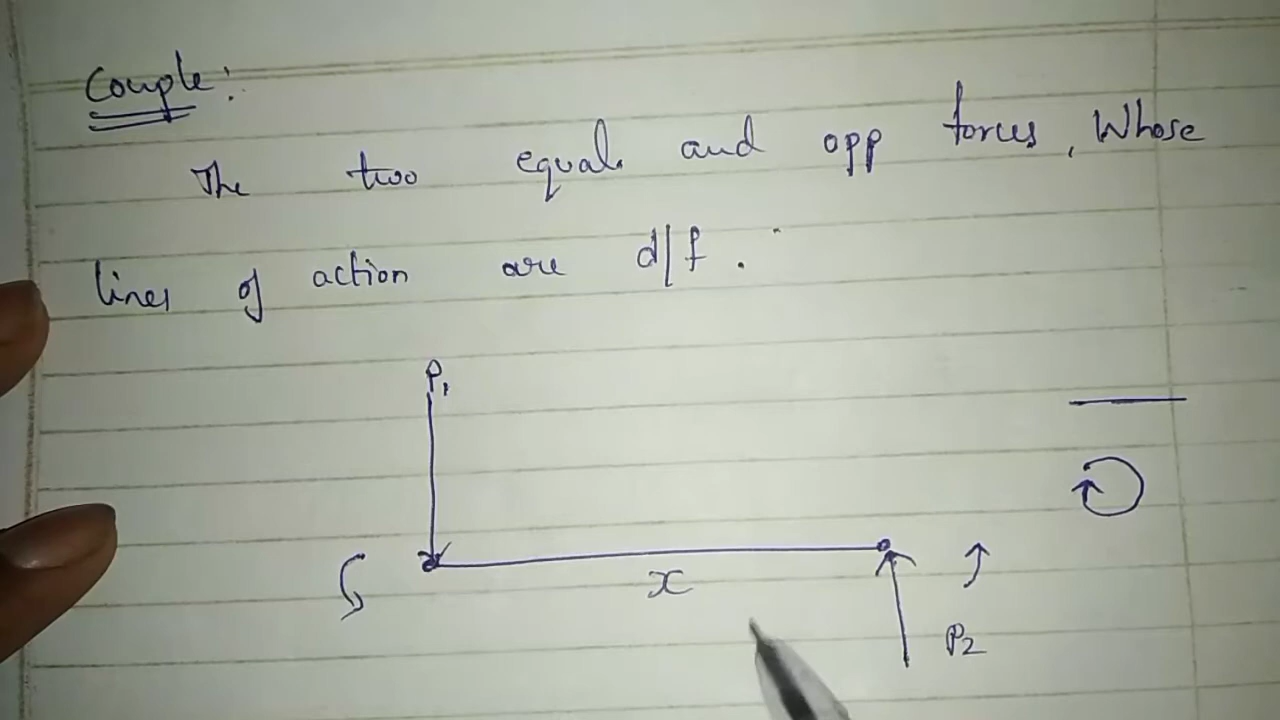 Couple:
The two equal and opp forces, Whose
lines of action are d/f.
P1
x
P2